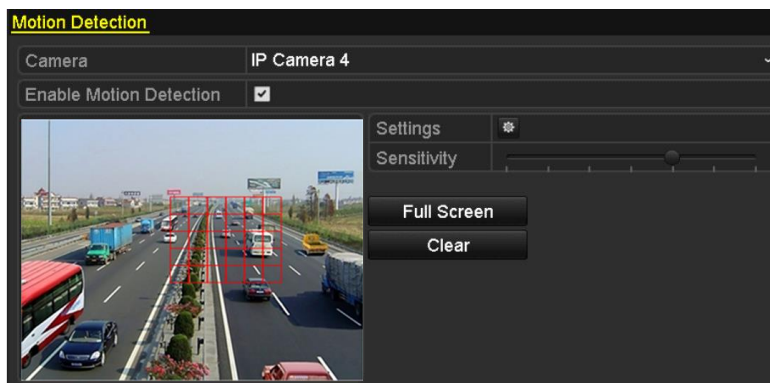 Motion Detection
Camera IP Camera 4
Enable Motion Detection
Settings
Sensitivity
Full Screen
Clear